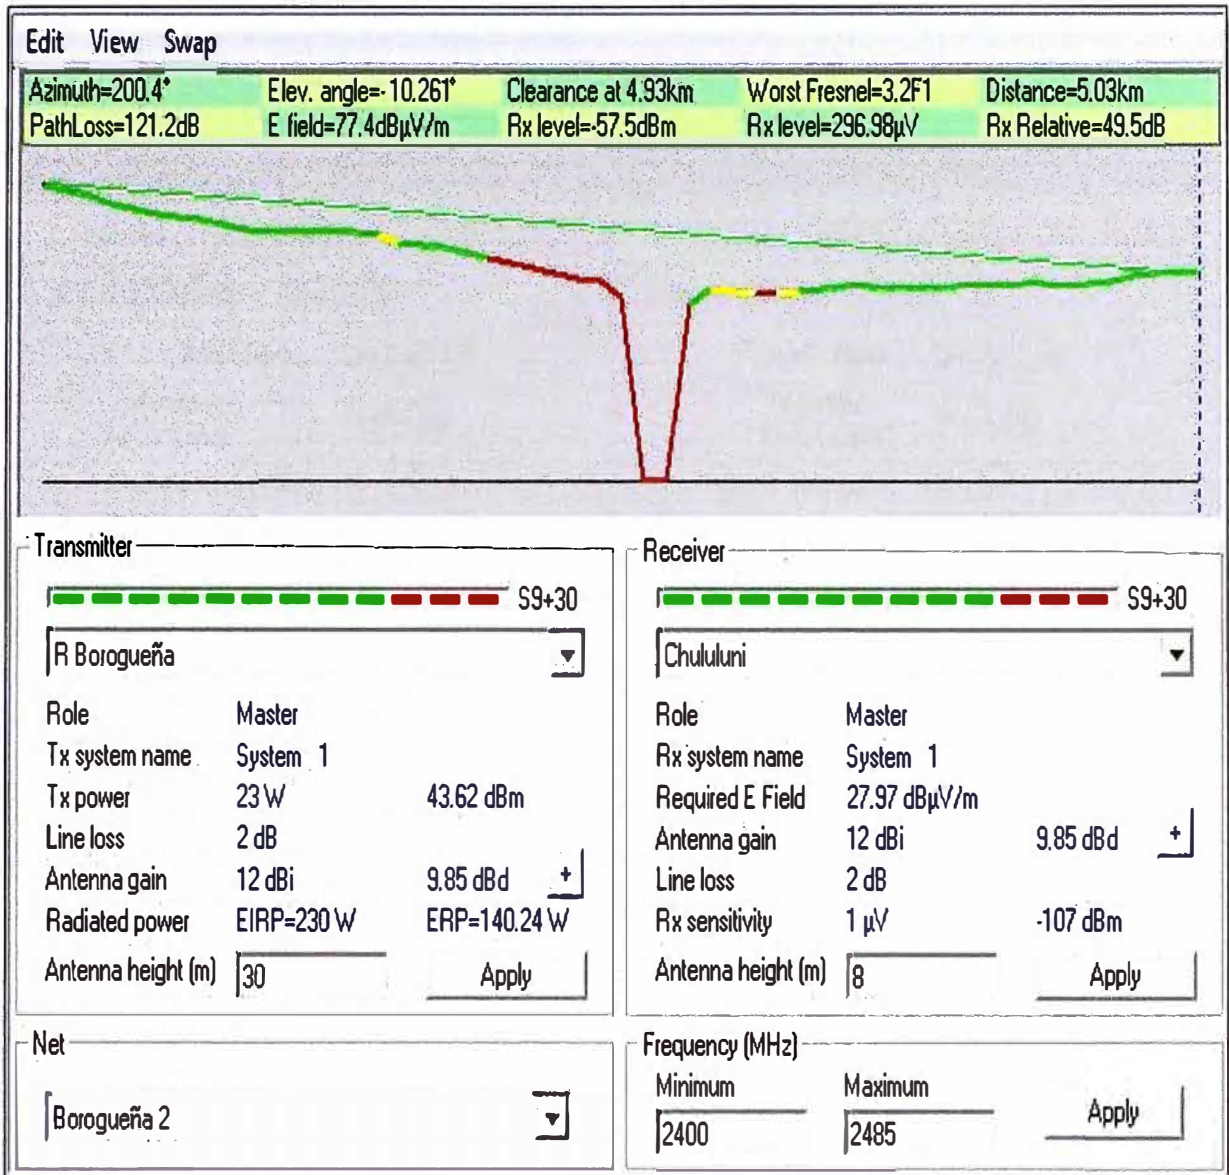 Edit View Swap
Azimuth=200.4° Elev. angle=-10.261° Clearance at 4.93km Worst Fresnel=3.2F1 Distance=5.03km
PathLoss=121.2dB E field=77.4dBµV/m Rx level=-57.5dBm Rx level=296.98µV Rx Relative=49.5dB
Transmitter
S9+30
R Borogueña
Role Master
Tx system name System 1
Tx power 23 W 43.62 dBm
Line loss 2 dB
Antenna gain 12 dBi 9.85 dBd +
Radiated power EIRP=230 W ERP=140.24 W
Antenna height (m) 30 Apply
Receiver
S9+30
Chululuni
Role Master
Rx system name System 1
Required E Field 27.97 dBµV/m
Antenna gain 12 dBi 9.85 dBd +
Line loss 2 dB
Rx sensitivity 1 µV -107 dBm
Antenna height (m) 8 Apply
Net
Borogueña 2
Frequency (MHz)
Minimum Maximum
2400 2485 Apply